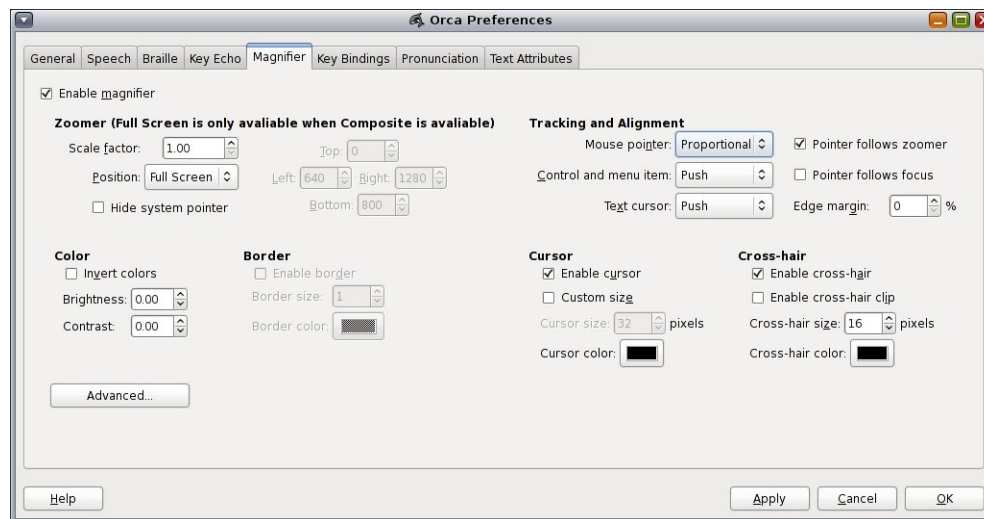 Orca Preferences
General Speech Braille Key Echo Magnifier Key Bindings Pronunciation Text Attributes
Enable magnifier
Zoomer (Full Screen is only avaliable when Composite is avaliable)
Scale factor: 1.00 Top: 0
Position: Full Screen Left: 640 Right: 1280
Hide system pointer Bottom: 800
Tracking and Alignment
Mouse pointer: Proportional Pointer follows zoomer
Control and menu item: Push Pointer follows focus
Text cursor: Push Edge margin: 0 %
Color
Invert colors
Brightness: 0.00
Contrast: 0.00
Border
Enable border
Border size: 1
Border color:
Cursor
Enable cursor
Custom size
Cursor size: 32 pixels
Cursor color:
Cross-hair
Enable cross-hair
Enable cross-hair clip
Cross-hair size: 16 pixels
Cross-hair color:
Advanced...
Help Apply Cancel OK